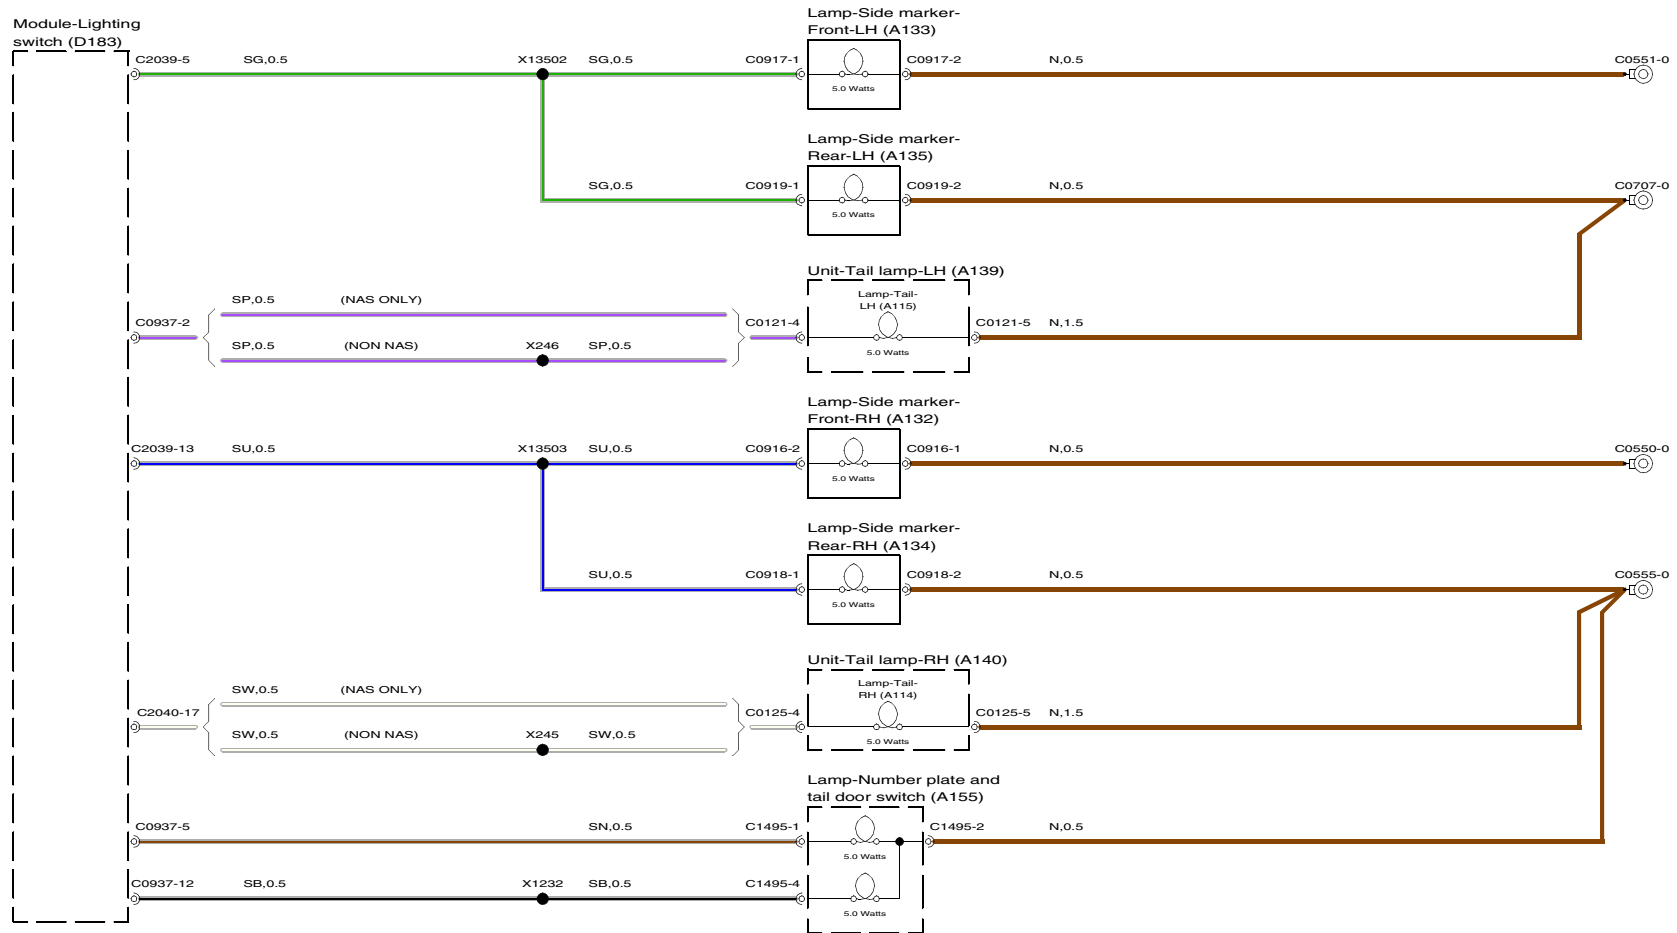 Module-Lighting
switch (D183)
Lamp-Side marker-
Front-LH (A133)
C2039-5 SG,0.5 X13502 SG,0.5 C0917-1 C0917-2 N,0.5 C0551-0
5.0 Watts
Lamp-Side marker-
Rear-LH (A135)
SG,0.5 C0919-1 C0919-2 N,0.5 C0707-0
5.0 Watts
Unit-Tail lamp-LH (A139)
SP,0.5 (NAS ONLY)
Lamp-Tail-
LH (A115)
C0937-2 C0121-4 C0121-5 N,1.5
SP,0.5 (NON NAS) X246 SP,0.5
5.0 Watts
Lamp-Side marker-
Front-RH (A132)
C2039-13 SU,0.5 X13503 SU,0.5 C0916-2 C0916-1 N,0.5 C0550-0
5.0 Watts
Lamp-Side marker-
Rear-RH (A134)
SU,0.5 C0918-1 C0918-2 N,0.5 C0555-0
5.0 Watts
Unit-Tail lamp-RH (A140)
SW,0.5 (NAS ONLY)
Lamp-Tail-
RH (A114)
C2040-17 C0125-4 C0125-5 N,1.5
SW,0.5 (NON NAS) X245 SW,0.5
5.0 Watts
Lamp-Number plate and
tail door switch (A155)
C0937-5 SN,0.5 C1495-1 C1495-2 N,0.5
5.0 Watts
C0937-12 SB,0.5 X1232 SB,0.5 C1495-4
5.0 Watts